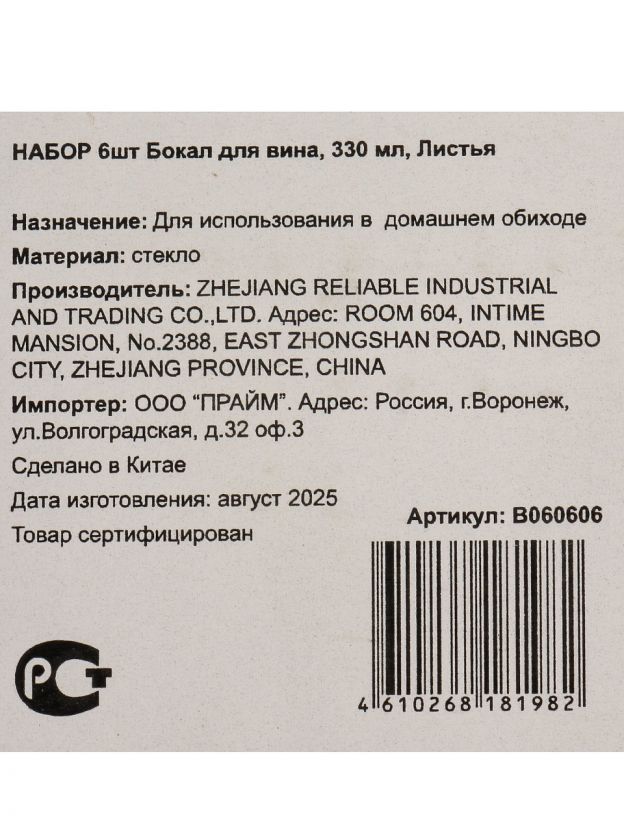 НАБОР 6шт Бокал для вина, 330 мл, Листья
Назначение: Для использования в домашнем обиходе
Материал: стекло
Производитель: ZHEJIANG RELIABLE INDUSTRIAL
AND TRADING CO.,LTD. Адрес: ROOM 604, INTIME
MANSION, No.2388, EAST ZHONGSHAN ROAD, NINGBO
CITY, ZHEJIANG PROVINCE, CHINA
Импортер: ООО “ПРАЙМ”. Адрес: Россия, г.Воронеж,
ул.Волгоградская, д.32 оф.3
Сделано в Китае
Дата изготовления: август 2025
Товар сертифицирован
Артикул: B060606
РСТ
4 610268 181982